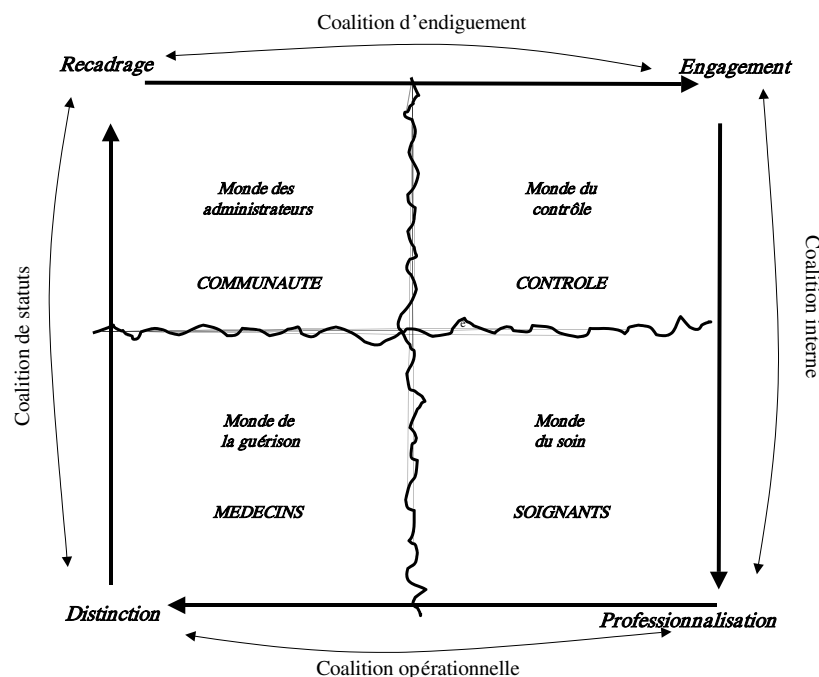 Coalition d'endiguement
Recadrage
Engagement
Monde des
administrateurs
COMMUNAUTE
Monde du
contrôle
CONTROLE
Coalition de statuts
Coalition interne
c
Monde de
la guérison
MEDECINS
Monde
du soin
SOIGNANTS
Distinction
Professionnalisation
Coalition opérationnelle